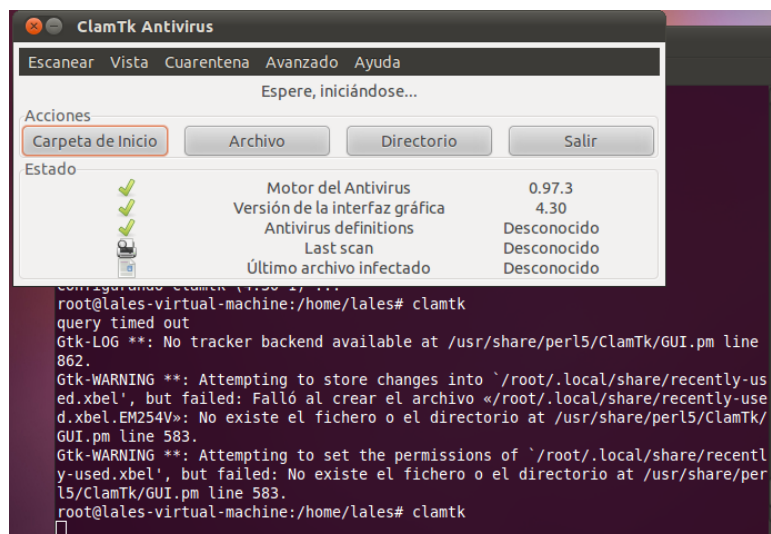 ClamTk Antivirus
Escanear Vista Cuarentena Avanzado Ayuda
Espere, iniciándose...
Acciones
Carpeta de Inicio Archivo Directorio Salir
Estado
Motor del Antivirus 0.97.3
Versión de la interfaz gráfica 4.30
Antivirus definitions Desconocido
Last scan Desconocido
Último archivo infectado Desconocido
Configurando clamtk (4.30-1) ...
root@lales-virtual-machine:/home/lales# clamtk
query timed out
Gtk-LOG **: No tracker backend available at /usr/share/perl5/ClamTk/GUI.pm line
862.
Gtk-WARNING **: Attempting to store changes into `/root/.local/share/recently-us
ed.xbel', but failed: Falló al crear el archivo «/root/.local/share/recently-use
d.xbel.EM254V»: No existe el fichero o el directorio at /usr/share/perl5/ClamTk/
GUI.pm line 583.
Gtk-WARNING **: Attempting to set the permissions of `/root/.local/share/recentl
y-used.xbel', but failed: No existe el fichero o el directorio at /usr/share/per
l5/ClamTk/GUI.pm line 583.
root@lales-virtual-machine:/home/lales# clamtk